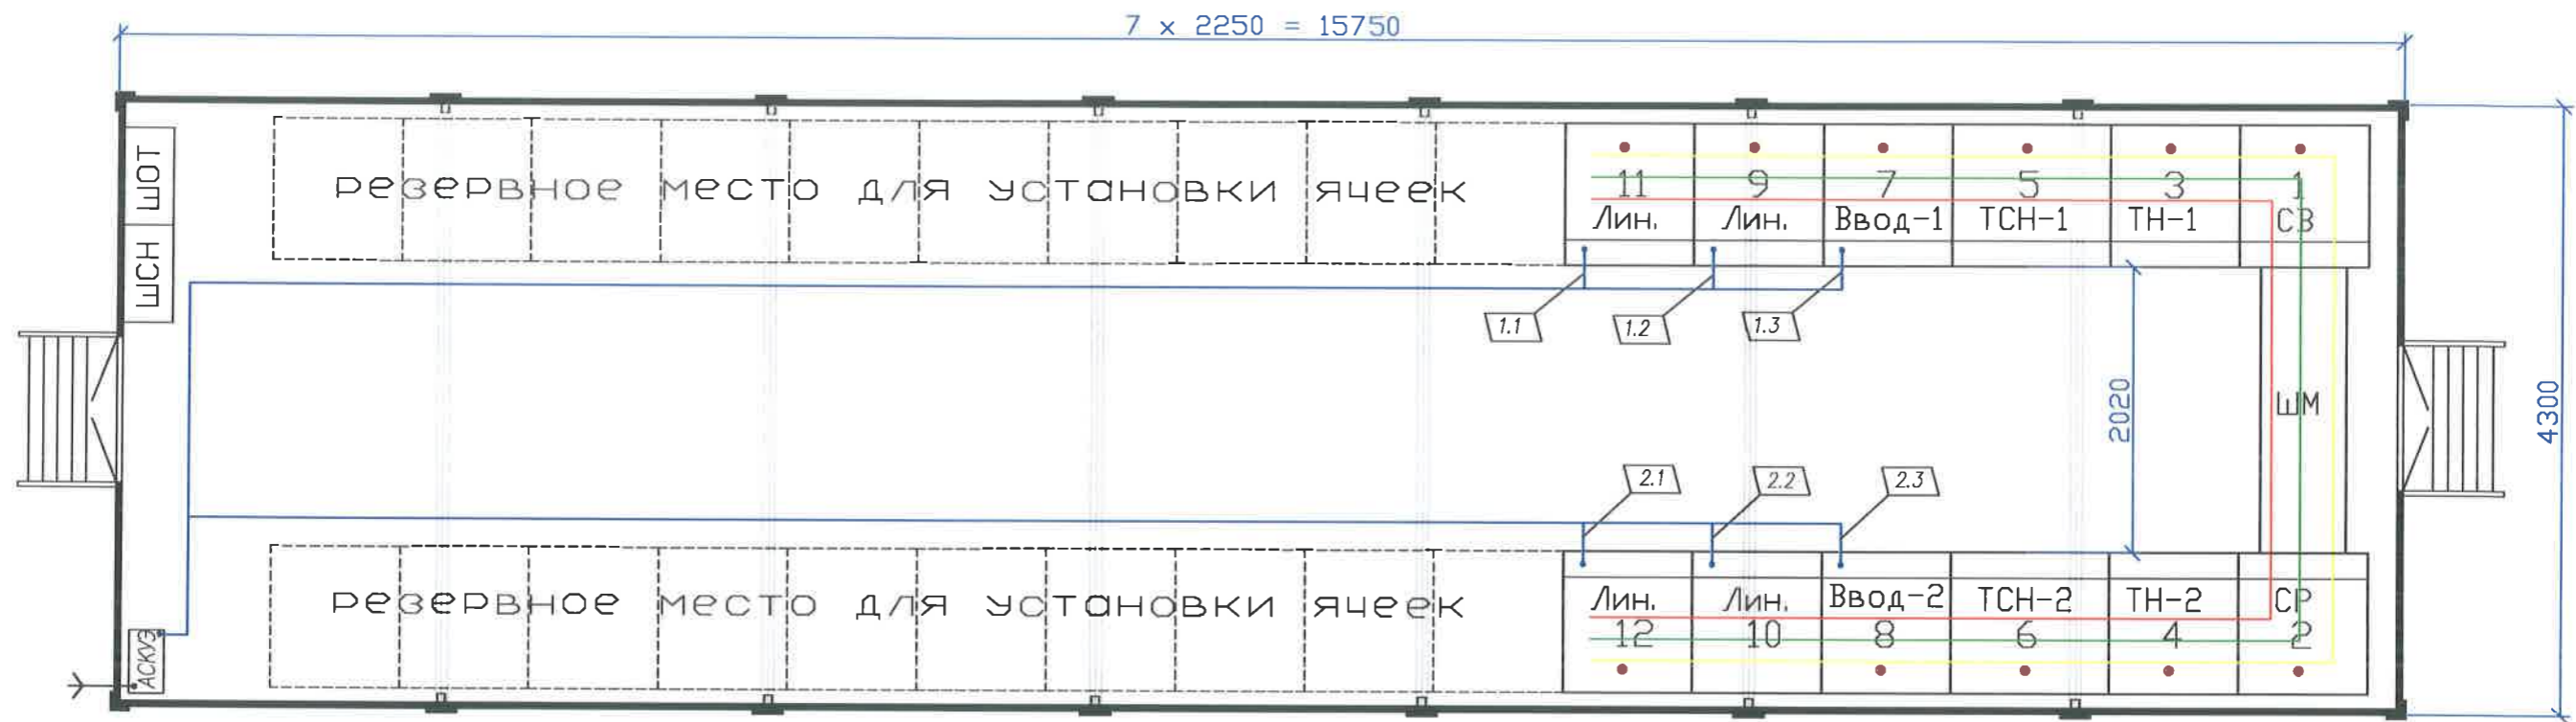 7 x 2250 = 15750
ШОТ
ШСН
резервное место для установки ячеек
11 9 7 5 3 1
Лин. Лин. Ввод-1 ТСН-1 ТН-1 СВ
1.1 1.2 1.3
2020
ШМ
4300
2.1 2.2 2.3
резервное место для установки ячеек
Лин. Лин. Ввод-2 ТСН-2 ТН-2 СР
12 10 8 6 4 2
АСКУЭ